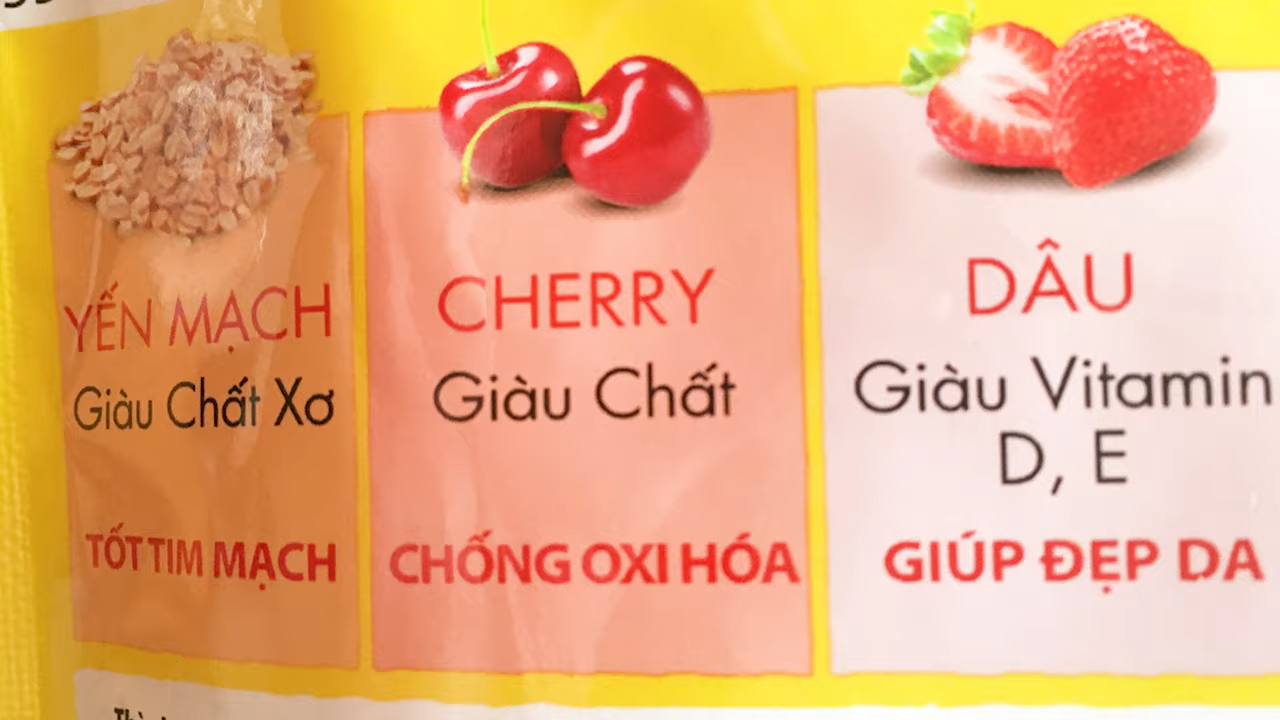 YẾN MẠCH
Giàu Chất Xơ
TỐT TIM MẠCH
CHERRY
Giàu Chất
CHỐNG OXI HÓA
DÂU
Giàu Vitamin
D, E
GIÚP ĐẸP DA